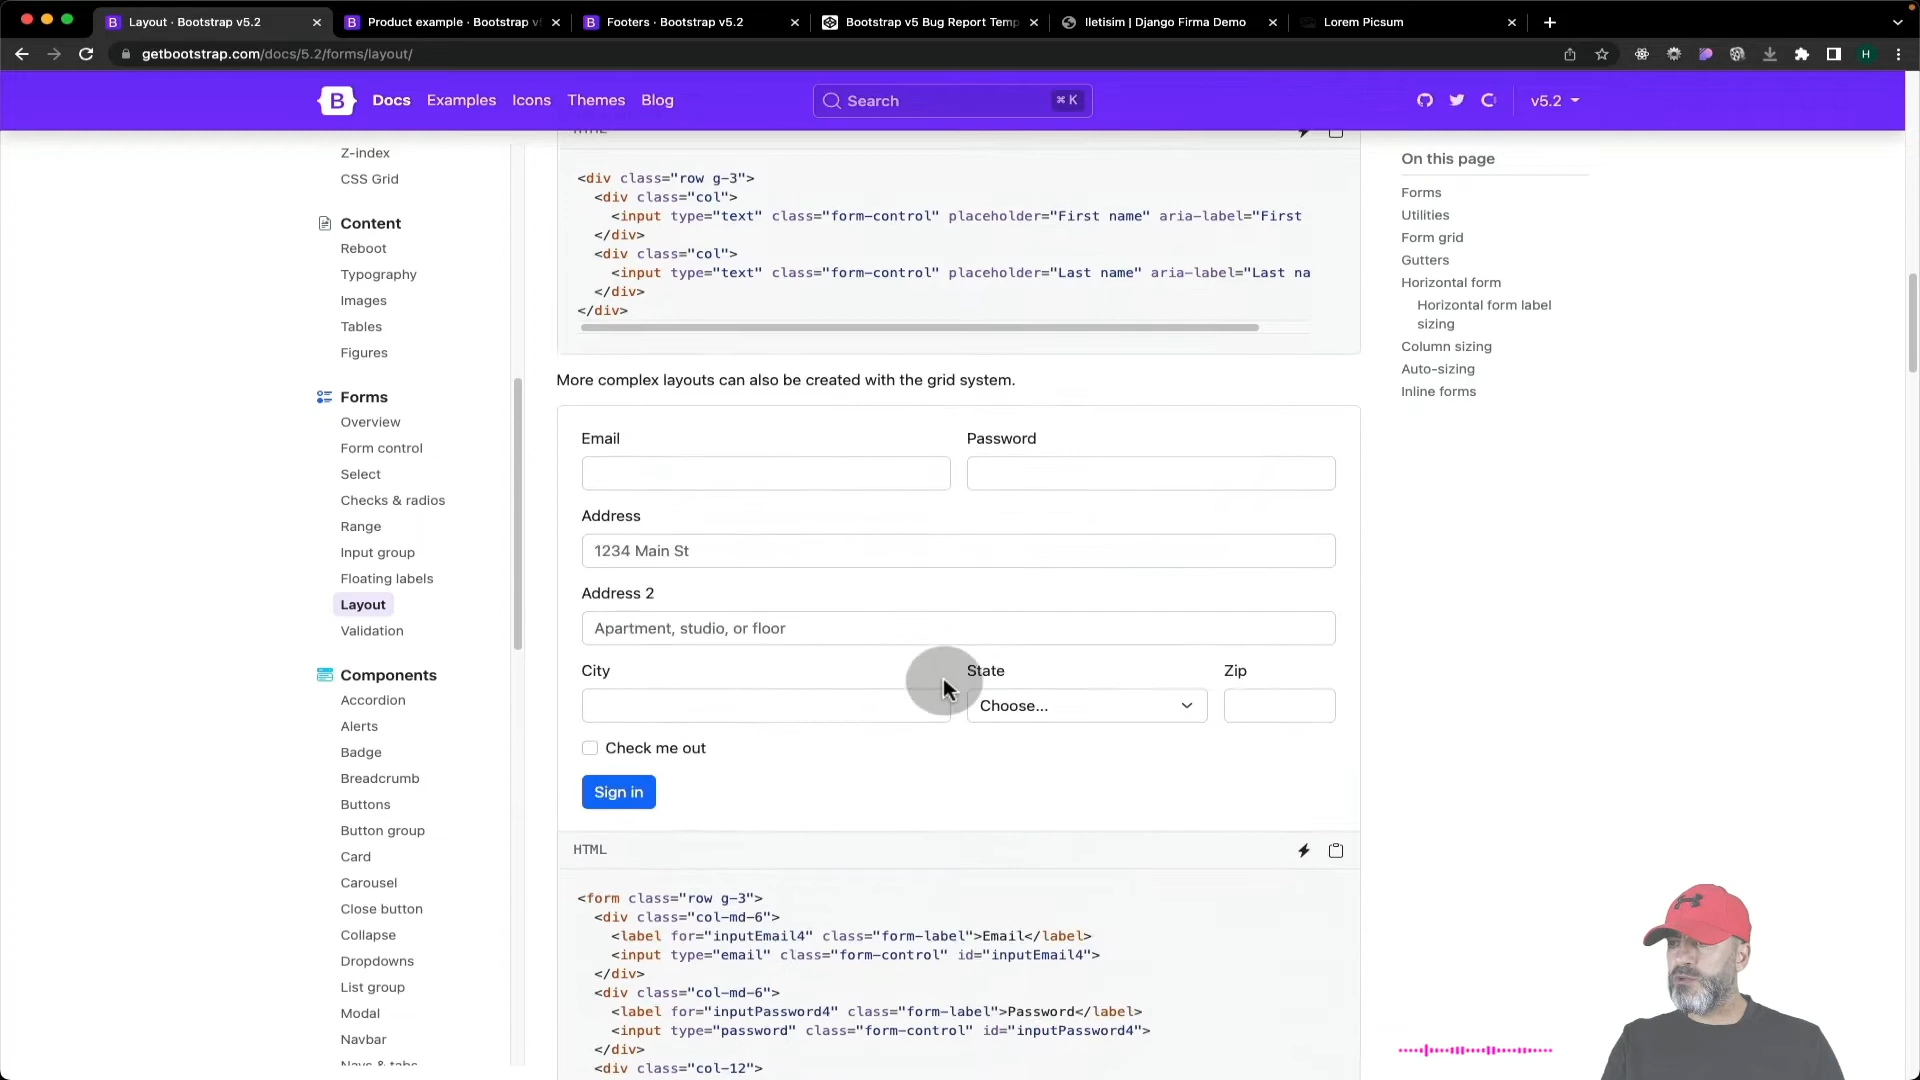 Layout · Bootstrap v5.2
Product example · Bootstrap v5
Footers · Bootstrap v5.2
Bootstrap v5 Bug Report Temp
Iletisim | Django Firma Demo
Lorem Picsum
getbootstrap.com/docs/5.2/forms/layout/
H
B Docs Examples Icons Themes Blog
Search
⌘ K
v5.2
Z-index
CSS Grid
Content
Reboot
Typography
Images
Tables
Figures
Forms
Overview
Form control
Select
Checks & radios
Range
Input group
Floating labels
Layout
Validation
Components
Accordion
Alerts
Badge
Breadcrumb
Buttons
Button group
Card
Carousel
Close button
Collapse
Dropdowns
List group
Modal
Navbar
Navs & tabs
HTML
<div class="row g-3">
<div class="col">
<input type="text" class="form-control" placeholder="First name" aria-label="First
</div>
<div class="col">
<input type="text" class="form-control" placeholder="Last name" aria-label="Last na
</div>
</div>
More complex layouts can also be created with the grid system.
Email Password
Address
1234 Main St
Address 2
Apartment, studio, or floor
City State Zip
Choose...
Check me out
Sign in
HTML
<form class="row g-3">
<div class="col-md-6">
<label for="inputEmail4" class="form-label">Email</label>
<input type="email" class="form-control" id="inputEmail4">
</div>
<div class="col-md-6">
<label for="inputPassword4" class="form-label">Password</label>
<input type="password" class="form-control" id="inputPassword4">
</div>
<div class="col-12">
On this page
Forms
Utilities
Form grid
Gutters
Horizontal form
Horizontal form label
sizing
Column sizing
Auto-sizing
Inline forms